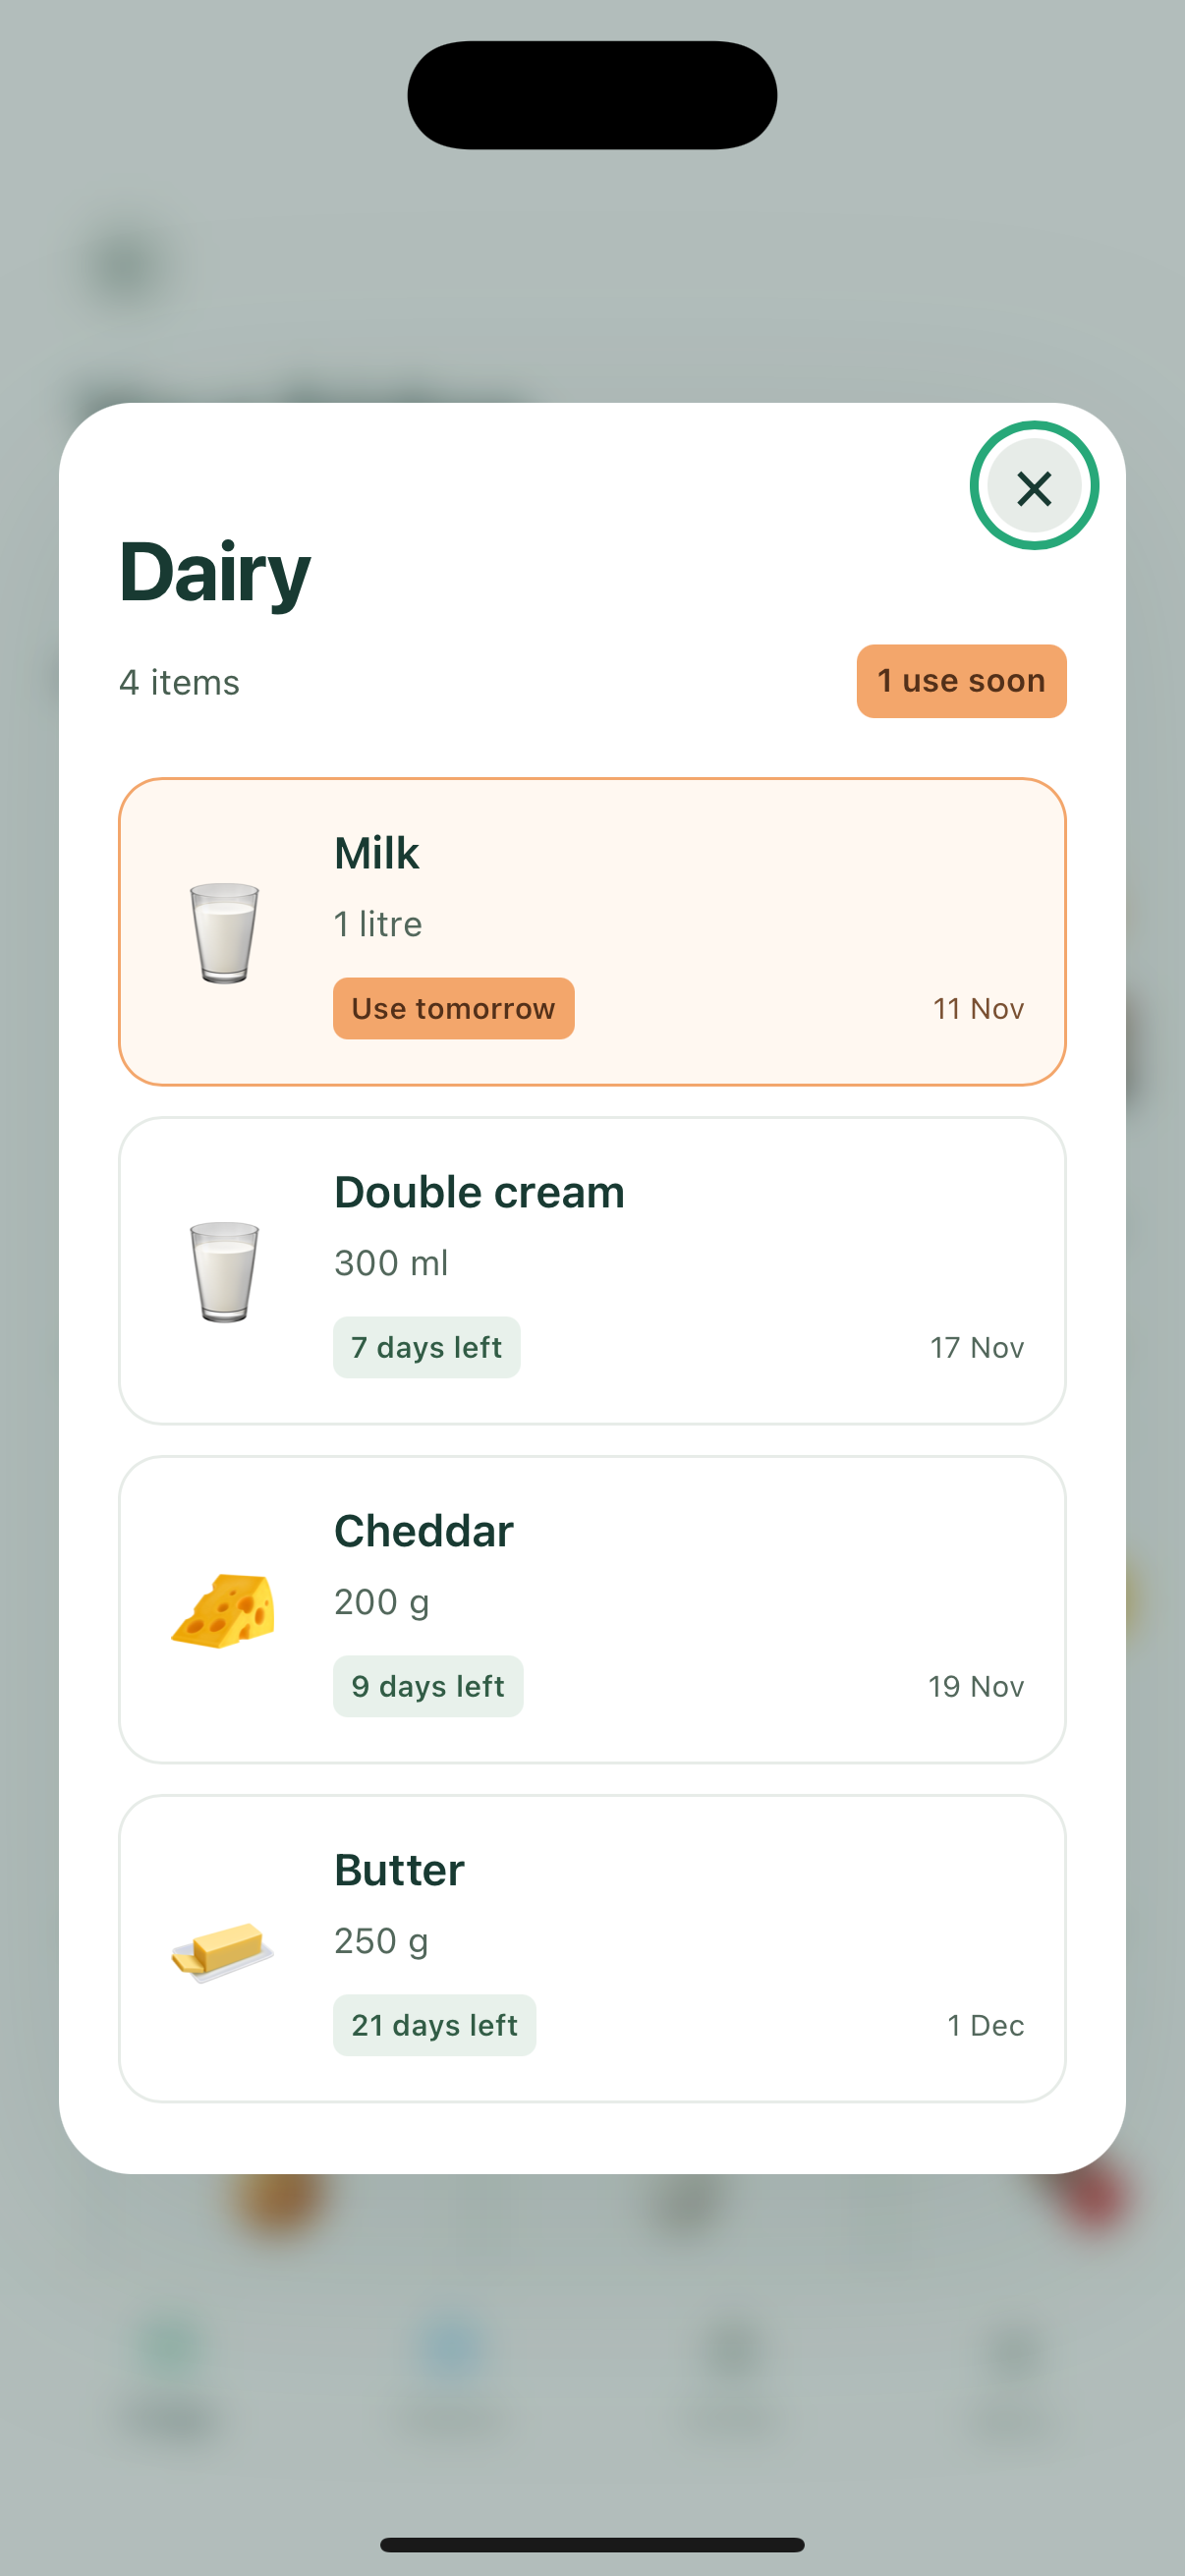 Dairy
4 items
1 use soon
Milk
1 litre
Use tomorrow
11 Nov
Double cream
300 ml
7 days left
17 Nov
Cheddar
200 g
9 days left
19 Nov
Butter
250 g
21 days left
1 Dec